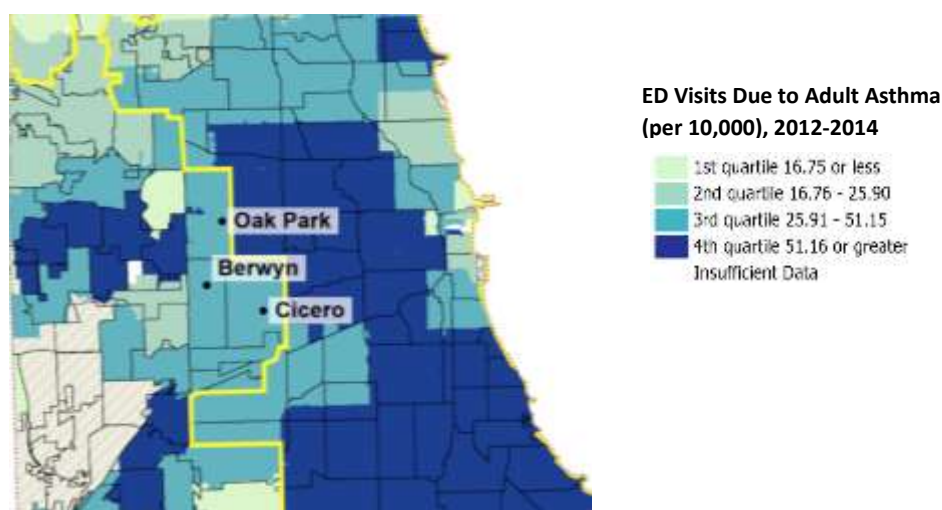 ED Visits Due to Adult Asthma
(per 10,000), 2012-2014
1st quartile 16.75 or less
2nd quartile 16.76 - 25.90
3rd quartile 25.91 - 51.15
4th quartile 51.16 or greater
Insufficient Data
Oak Park
Berwyn
Cicero